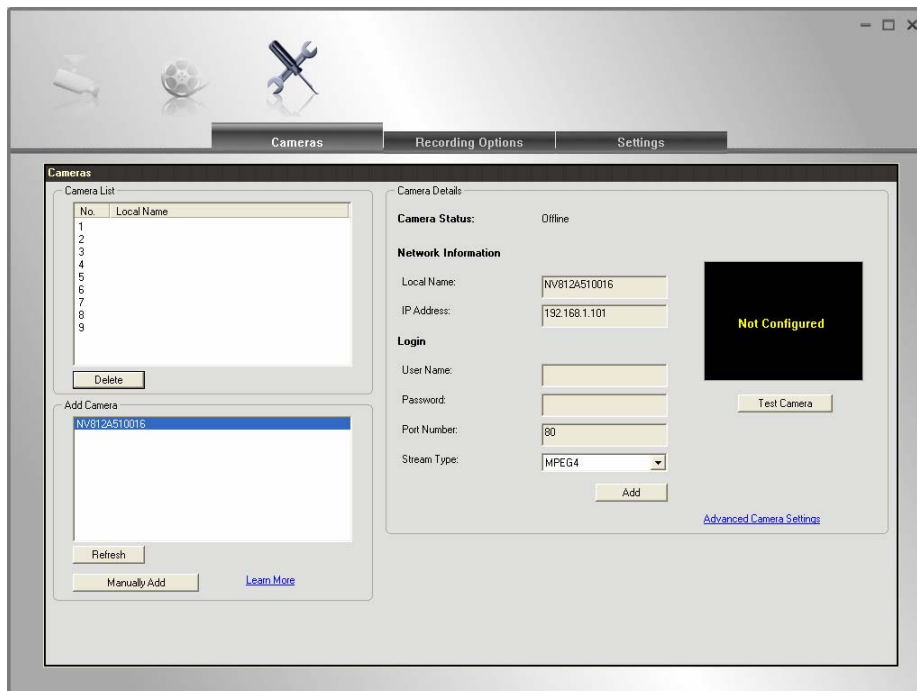 Cameras
Recording Options
Settings
Cameras
Camera List
No. Local Name
1
2
3
4
5
6
7
8
9
Delete
Add Camera
NV812A510016
Refresh
Manually Add
Learn More
Camera Details
Camera Status: Offline
Network Information
Local Name: NV812A510016
IP Address: 192.168.1.101
Login
User Name:
Password:
Port Number: 80
Stream Type: MPEG4
Add
Not Configured
Test Camera
Advanced Camera Settings